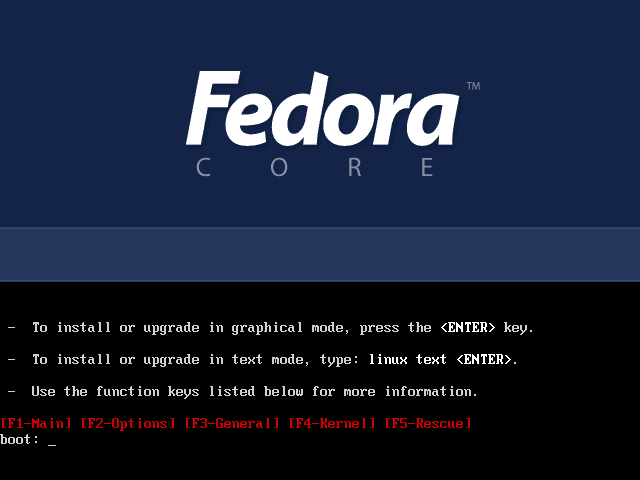 Fedora™
CORE
- To install or upgrade in graphical mode, press the <ENTER> key.
- To install or upgrade in text mode, type: linux text <ENTER>.
- Use the function keys listed below for more information.
[F1-Main] [F2-Options] [F3-General] [F4-Kernel] [F5-Rescue]
boot: _